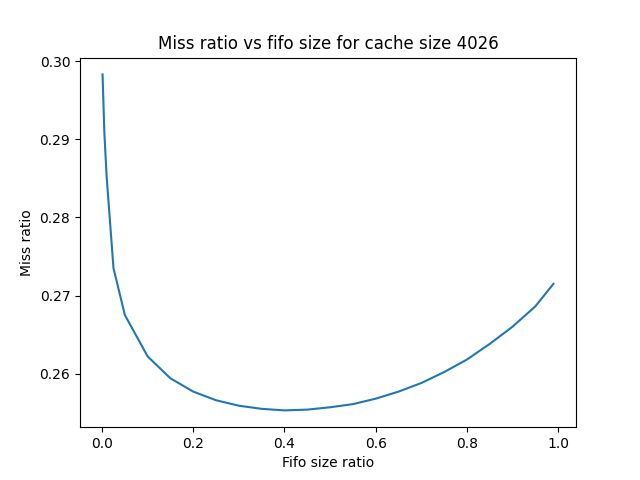 Miss ratio vs fifo size for cache size 4026
0.30
0.29
0.28
0.27
0.26
Miss ratio
0.0 0.2 0.4 0.6 0.8 1.0
Fifo size ratio